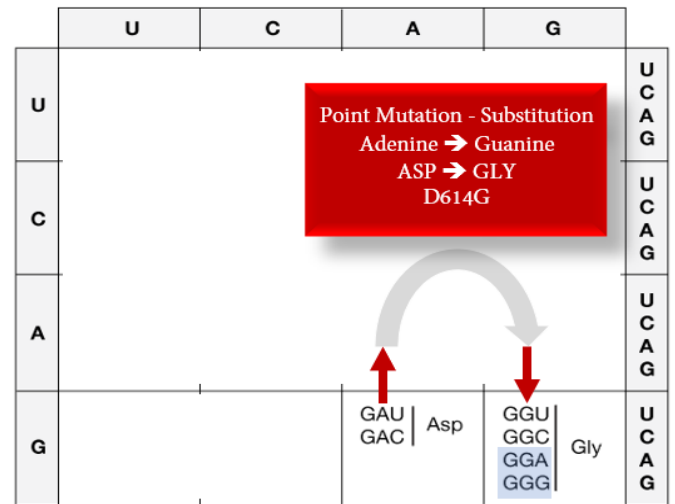 U C A G
U
U
C
A
G
Point Mutation - Substitution
Adenine ➔ Guanine
ASP ➔ GLY
D614G
C
U
C
A
G
A
U
C
A
G
G
GAU
GAC
Asp
GGU
GGC
GGA
GGG
Gly
U
C
A
G